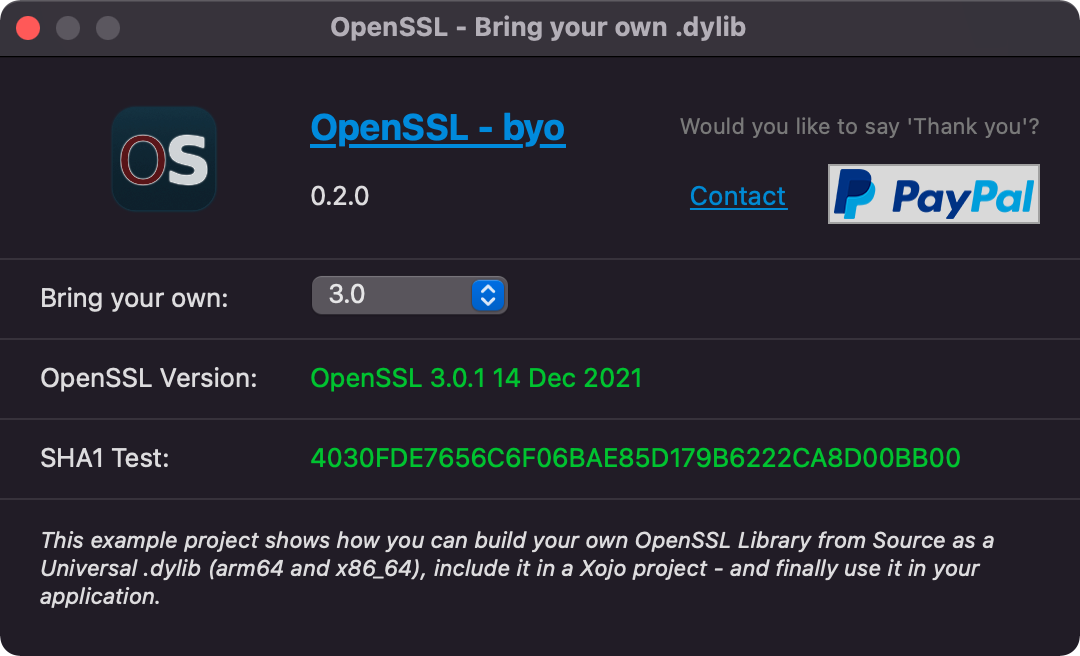 OpenSSL - Bring your own .dylib
OS
OpenSSL - byo
Would you like to say 'Thank you'?
0.2.0
Contact
PayPal
Bring your own:
3.0
OpenSSL Version:
OpenSSL 3.0.1 14 Dec 2021
SHA1 Test:
4030FDE7656C6F06BAE85D179B6222CA8D00BB00
This example project shows how you can build your own OpenSSL Library from Source as a
Universal .dylib (arm64 and x86_64), include it in a Xojo project - and finally use it in your
application.